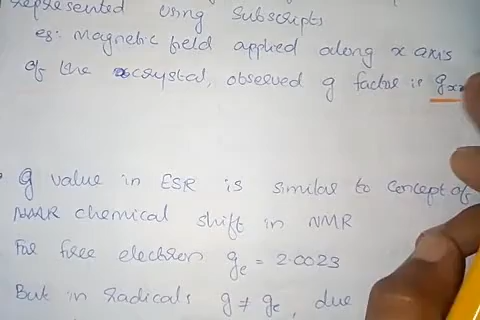 represented using subscripts
eg: magnetic field applied along x axis
of the crystal, observed g factor is gxx
g value in ESR is similar to concept of
NMR chemical shift in NMR
For free electron ge = 2.0023
But in radicals g ≠ ge, due